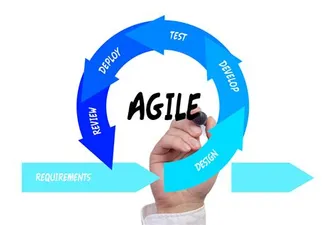 AGILE
REQUIREMENTS
DESIGN
DEVELOP
TEST
DEPLOY
REVIEW